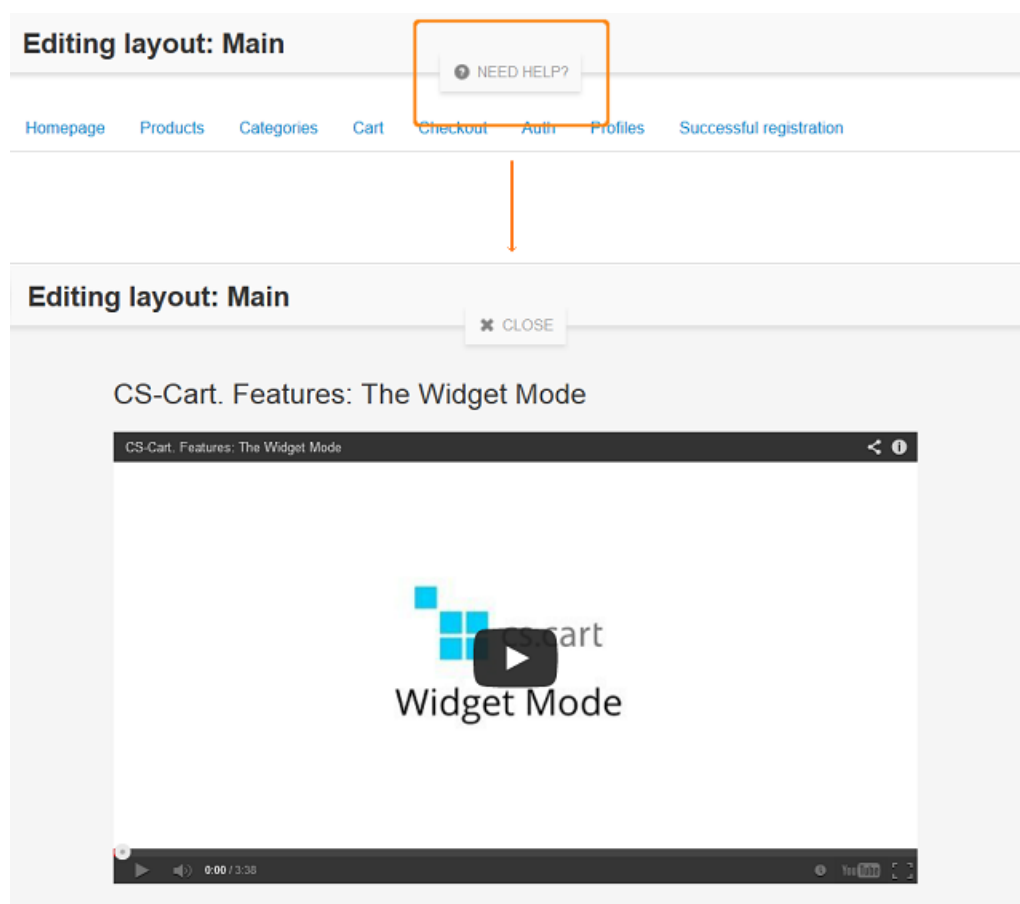 Editing layout: Main
NEED HELP?
Homepage Products Categories Cart Checkout Auth Profiles Successful registration
Editing layout: Main
CLOSE
CS-Cart. Features: The Widget Mode
CS-Cart. Features: The Widget Mode
cs.cart
Widget Mode
0:00 / 3:38 YouTube